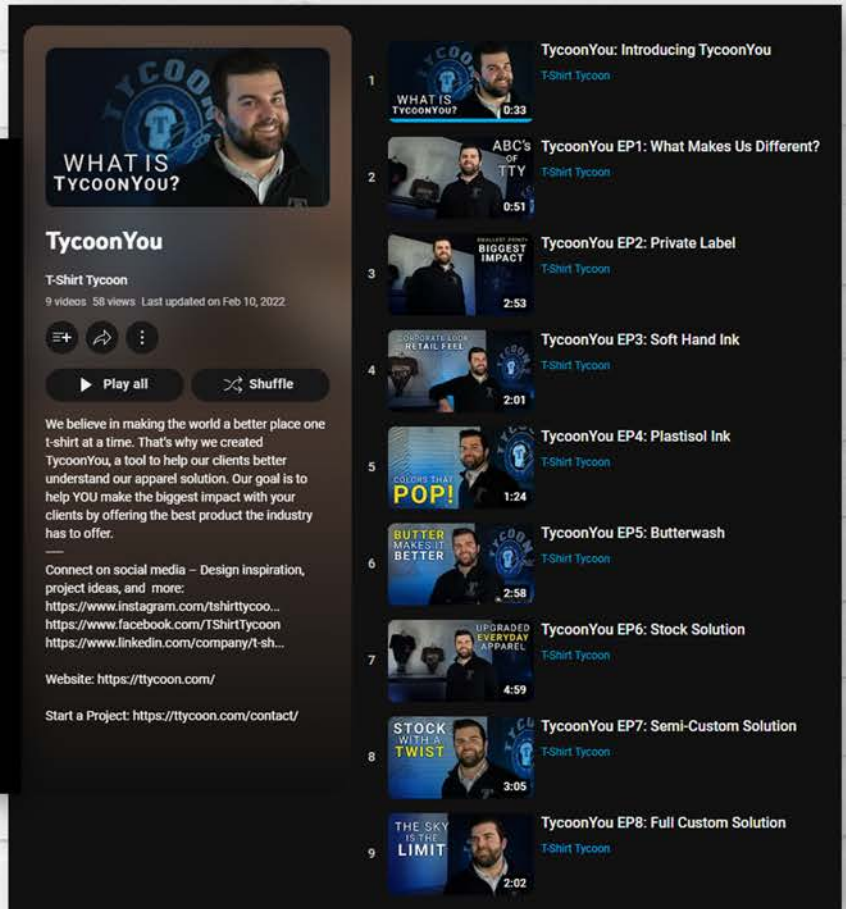 TYCOON
T
WHAT IS
TYCOONYOU?
TycoonYou
T-Shirt Tycoon
9 videos 58 views Last updated on Feb 10, 2022
Play all
Shuffle
We believe in making the world a better place one
t-shirt at a time. That's why we created
TycoonYou, a tool to help our clients better
understand our apparel solution. Our goal is to
help YOU make the biggest impact with your
clients by offering the best product the industry
has to offer.
Connect on social media – Design inspiration,
project ideas, and more:
https://www.instagram.com/tshirttycoo...
https://www.facebook.com/TShirtTycoon
https://www.linkedin.com/company/t-sh...
Website: https://ttycoon.com/
Start a Project: https://ttycoon.com/contact/
1
WHAT IS
TYCOONYOU?
0:33
TycoonYou: Introducing TycoonYou
T-Shirt Tycoon
2
ABC's
OF
TTY
0:51
TycoonYou EP1: What Makes Us Different?
T-Shirt Tycoon
3
SMALLEST PRINT=
BIGGEST
IMPACT
2:53
TycoonYou EP2: Private Label
T-Shirt Tycoon
4
CORPORATE LOOK
RETAIL FEEL
2:01
TycoonYou EP3: Soft Hand Ink
T-Shirt Tycoon
5
COLORS THAT
POP!
1:24
TycoonYou EP4: Plastisol Ink
T-Shirt Tycoon
6
BUTTER
MAKES IT
BETTER
2:58
TycoonYou EP5: Butterwash
T-Shirt Tycoon
7
UPGRADED
EVERYDAY
APPAREL
4:59
TycoonYou EP6: Stock Solution
T-Shirt Tycoon
8
STOCK
WITH A
TWIST
3:05
TycoonYou EP7: Semi-Custom Solution
T-Shirt Tycoon
9
THE SKY
IS THE
LIMIT
2:02
TycoonYou EP8: Full Custom Solution
T-Shirt Tycoon